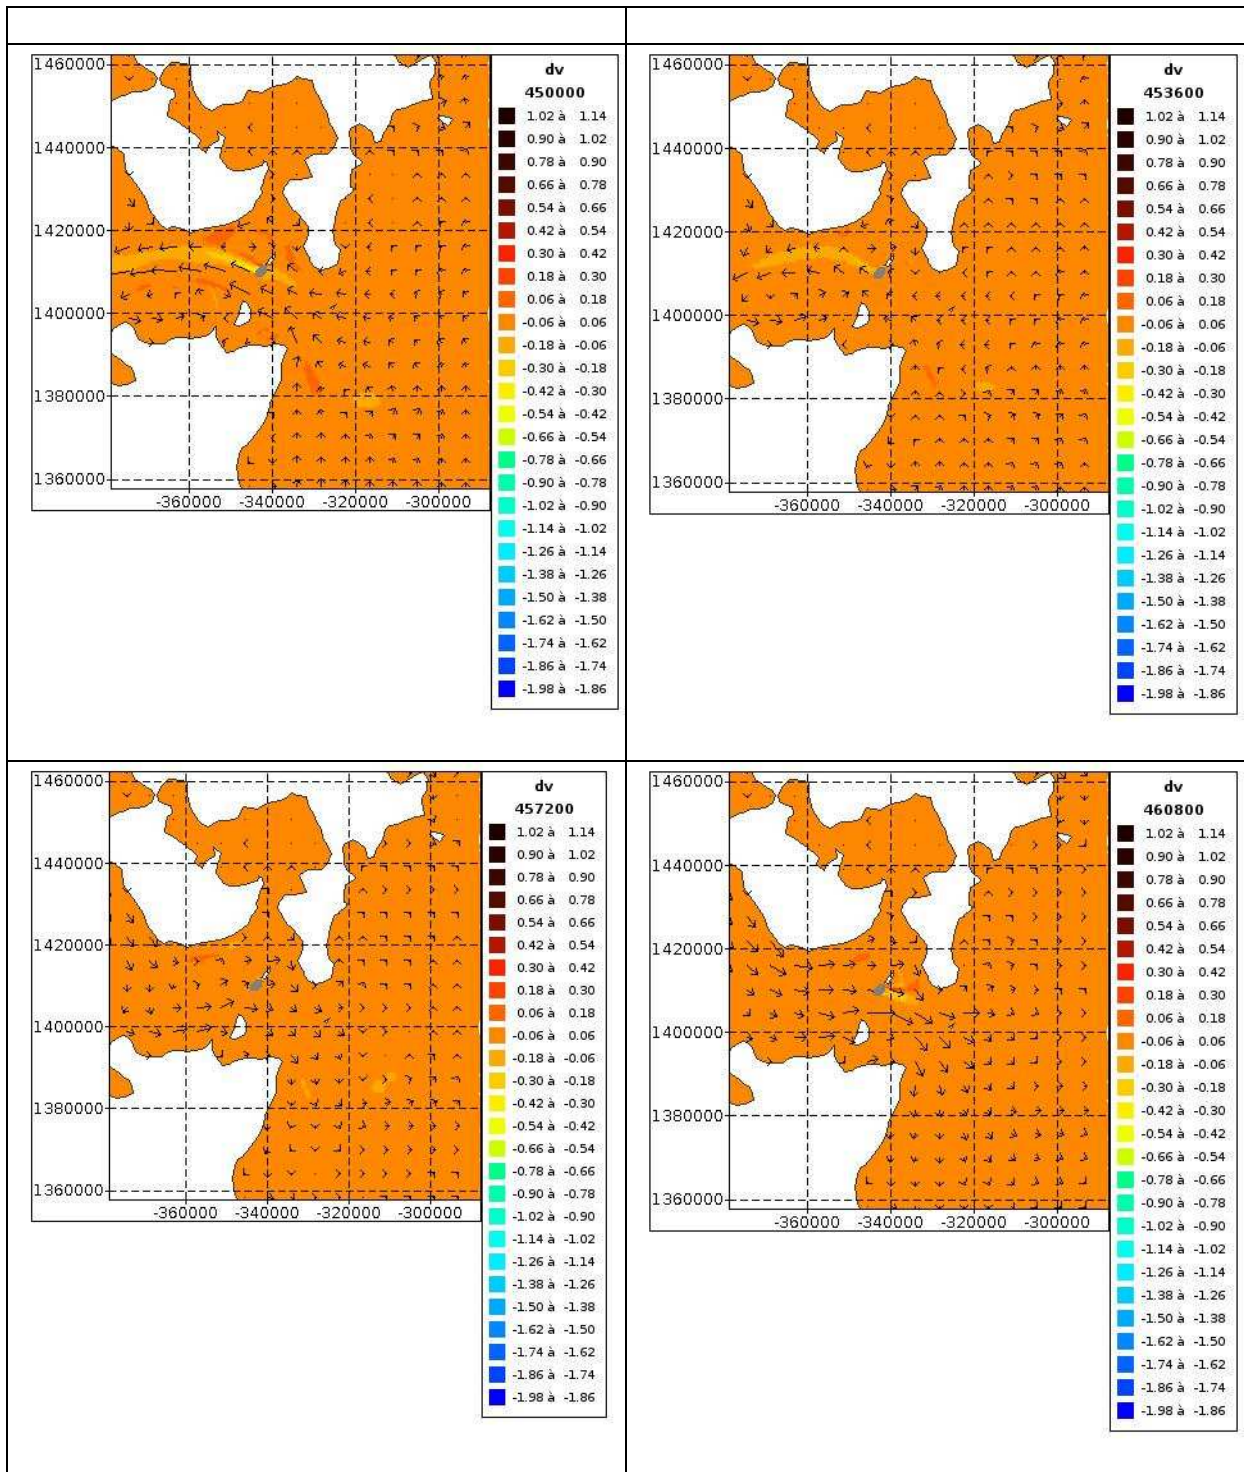 dv
450000
1.02 à 1.14
0.90 à 1.02
0.78 à 0.90
0.66 à 0.78
0.54 à 0.66
0.42 à 0.54
0.30 à 0.42
0.18 à 0.30
0.06 à 0.18
-0.06 à 0.06
-0.18 à -0.06
-0.30 à -0.18
-0.42 à -0.30
-0.54 à -0.42
-0.66 à -0.54
-0.78 à -0.66
-0.90 à -0.78
-1.02 à -0.90
-1.14 à -1.02
-1.26 à -1.14
-1.38 à -1.26
-1.50 à -1.38
-1.62 à -1.50
-1.74 à -1.62
-1.86 à -1.74
-1.98 à -1.86
1460000
1440000
1420000
1400000
1380000
1360000
-360000 -340000 -320000 -300000
dv
453600
1.02 à 1.14
0.90 à 1.02
0.78 à 0.90
0.66 à 0.78
0.54 à 0.66
0.42 à 0.54
0.30 à 0.42
0.18 à 0.30
0.06 à 0.18
-0.06 à 0.06
-0.18 à -0.06
-0.30 à -0.18
-0.42 à -0.30
-0.54 à -0.42
-0.66 à -0.54
-0.78 à -0.66
-0.90 à -0.78
-1.02 à -0.90
-1.14 à -1.02
-1.26 à -1.14
-1.38 à -1.26
-1.50 à -1.38
-1.62 à -1.50
-1.74 à -1.62
-1.86 à -1.74
-1.98 à -1.86
1460000
1440000
1420000
1400000
1380000
1360000
-360000 -340000 -320000 -300000
dv
457200
1.02 à 1.14
0.90 à 1.02
0.78 à 0.90
0.66 à 0.78
0.54 à 0.66
0.42 à 0.54
0.30 à 0.42
0.18 à 0.30
0.06 à 0.18
-0.06 à 0.06
-0.18 à -0.06
-0.30 à -0.18
-0.42 à -0.30
-0.54 à -0.42
-0.66 à -0.54
-0.78 à -0.66
-0.90 à -0.78
-1.02 à -0.90
-1.14 à -1.02
-1.26 à -1.14
-1.38 à -1.26
-1.50 à -1.38
-1.62 à -1.50
-1.74 à -1.62
-1.86 à -1.74
-1.98 à -1.86
1460000
1440000
1420000
1400000
1380000
1360000
-360000 -340000 -320000 -300000
dv
460800
1.02 à 1.14
0.90 à 1.02
0.78 à 0.90
0.66 à 0.78
0.54 à 0.66
0.42 à 0.54
0.30 à 0.42
0.18 à 0.30
0.06 à 0.18
-0.06 à 0.06
-0.18 à -0.06
-0.30 à -0.18
-0.42 à -0.30
-0.54 à -0.42
-0.66 à -0.54
-0.78 à -0.66
-0.90 à -0.78
-1.02 à -0.90
-1.14 à -1.02
-1.26 à -1.14
-1.38 à -1.26
-1.50 à -1.38
-1.62 à -1.50
-1.74 à -1.62
-1.86 à -1.74
-1.98 à -1.86
1460000
1440000
1420000
1400000
1380000
1360000
-360000 -340000 -320000 -300000